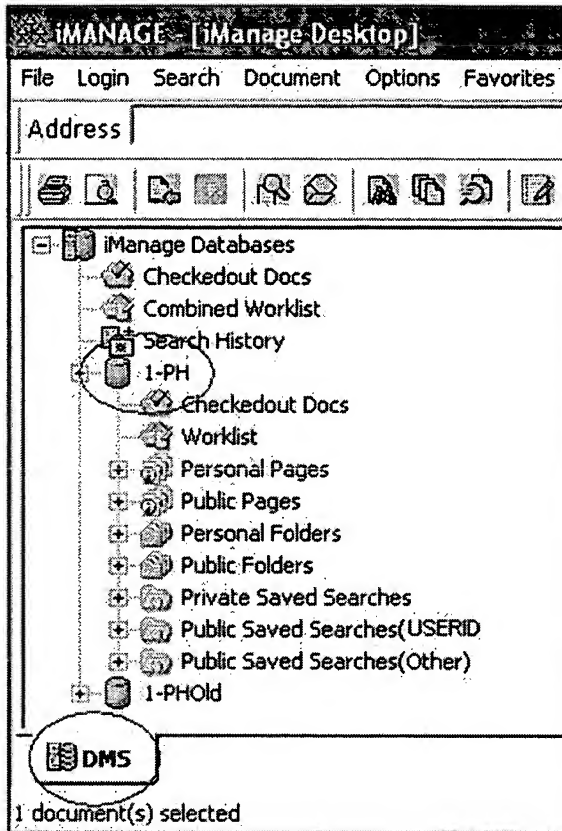 iMANAGE - [iManage Desktop]
File Login Search Document Options Favorites
Address
iManage Databases
Checkedout Docs
Combined Worklist
Search History
1-PH
Checkedout Docs
Worklist
Personal Pages
Public Pages
Personal Folders
Public Folders
Private Saved Searches
Public Saved Searches(USERID
Public Saved Searches(Other)
1-PHOld
DMS
1 document(s) selected